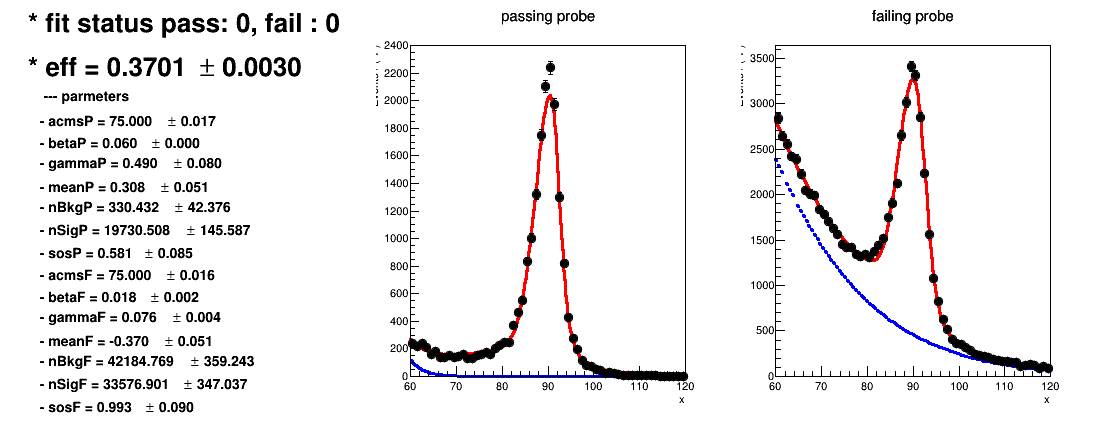 * fit status pass: 0, fail : 0
* eff = 0.3701 ± 0.0030
--- parmeters
- acmsP = 75.000 ± 0.017
- betaP = 0.060 ± 0.000
- gammaP = 0.490 ± 0.080
- meanP = 0.308 ± 0.051
- nBkgP = 330.432 ± 42.376
- nSigP = 19730.508 ± 145.587
- sosP = 0.581 ± 0.085
- acmsF = 75.000 ± 0.016
- betaF = 0.018 ± 0.002
- gammaF = 0.076 ± 0.004
- meanF = -0.370 ± 0.051
- nBkgF = 42184.769 ± 359.243
- nSigF = 33576.901 ± 347.037
- sosF = 0.993 ± 0.090
passing probe
2400
2200
2000
1800
1600
1400
1200
1000
800
600
400
200
0
60 70 80 90 100 110 120
x
failing probe
3500
3000
2500
2000
1500
1000
500
0
60 70 80 90 100 110 120
x